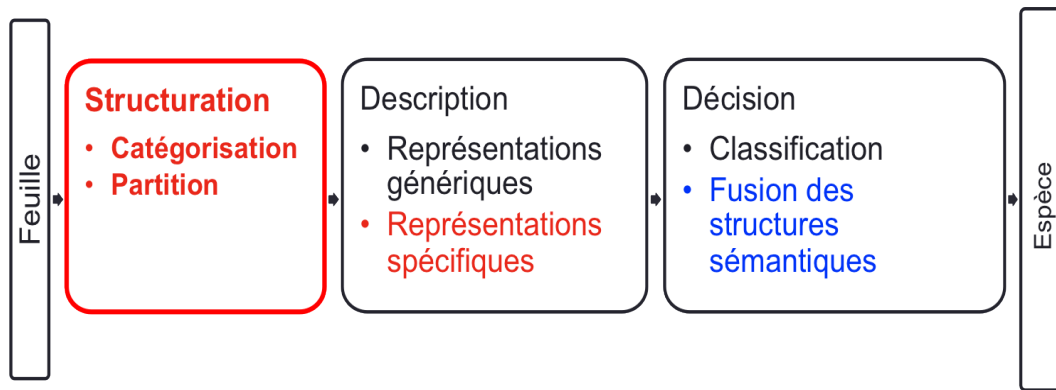 Feuille
Structuration
• Catégorisation
• Partition
Description
• Représentations
génériques
• Représentations
spécifiques
Décision
• Classification
• Fusion des
structures
sémantiques
Espèce